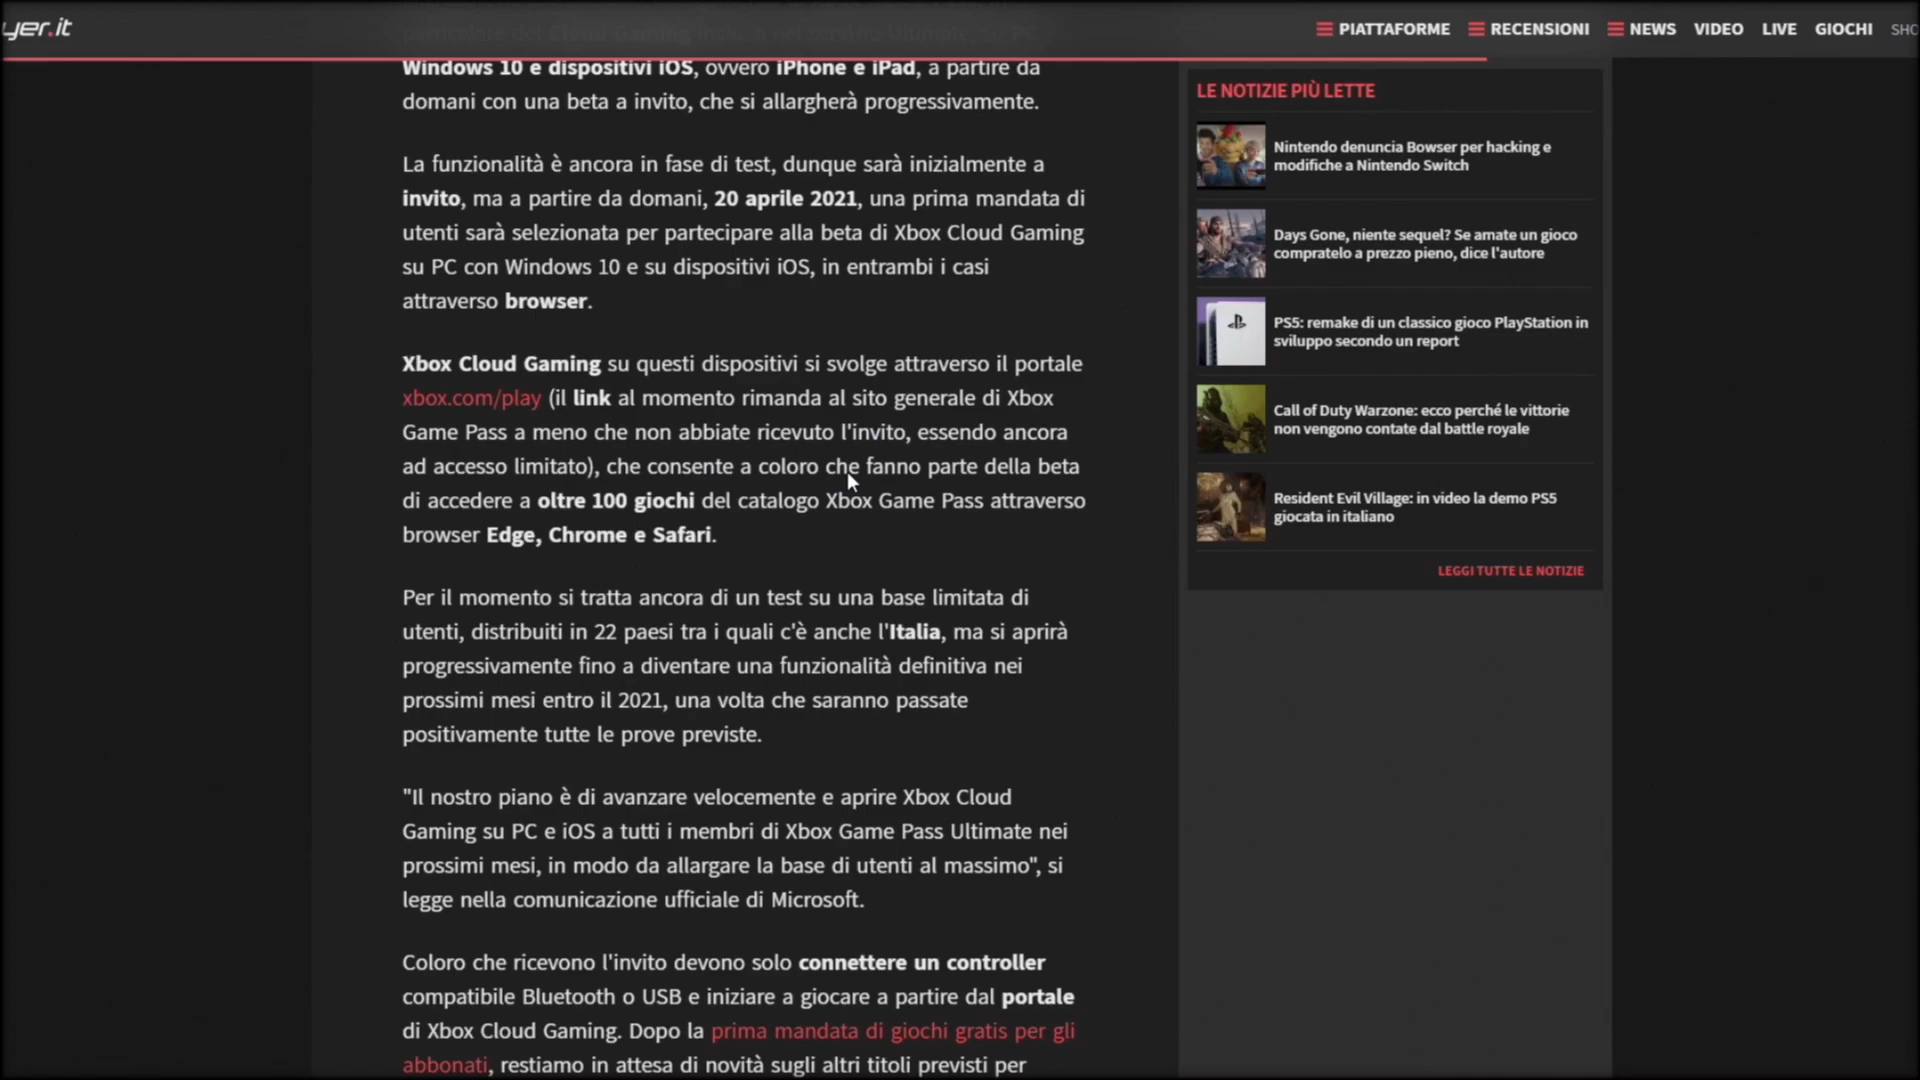 yer.it
PIATTAFORME
RECENSIONI
NEWS
VIDEO
LIVE
GIOCHI
SHO
Windows 10 e dispositivi iOS, ovvero iPhone e iPad, a partire da
domani con una beta a invito, che si allargherà progressivamente.
La funzionalità è ancora in fase di test, dunque sarà inizialmente a
invito, ma a partire da domani, 20 aprile 2021, una prima mandata di
utenti sarà selezionata per partecipare alla beta di Xbox Cloud Gaming
su PC con Windows 10 e su dispositivi iOS, in entrambi i casi
attraverso browser.
Xbox Cloud Gaming su questi dispositivi si svolge attraverso il portale
xbox.com/play (il link al momento rimanda al sito generale di Xbox
Game Pass a meno che non abbiate ricevuto l'invito, essendo ancora
ad accesso limitato), che consente a coloro che fanno parte della beta
di accedere a oltre 100 giochi del catalogo Xbox Game Pass attraverso
browser Edge, Chrome e Safari.
Per il momento si tratta ancora di un test su una base limitata di
utenti, distribuiti in 22 paesi tra i quali c'è anche l'Italia, ma si aprirà
progressivamente fino a diventare una funzionalità definitiva nei
prossimi mesi entro il 2021, una volta che saranno passate
positivamente tutte le prove previste.
"Il nostro piano è di avanzare velocemente e aprire Xbox Cloud
Gaming su PC e iOS a tutti i membri di Xbox Game Pass Ultimate nei
prossimi mesi, in modo da allargare la base di utenti al massimo", si
legge nella comunicazione ufficiale di Microsoft.
Coloro che ricevono l'invito devono solo connettere un controller
compatibile Bluetooth o USB e iniziare a giocare a partire dal portale
di Xbox Cloud Gaming. Dopo la prima mandata di giochi gratis per gli
abbonati, restiamo in attesa di novità sugli altri titoli previsti per
LE NOTIZIE PIÙ LETTE
Nintendo denuncia Bowser per hacking e
modifiche a Nintendo Switch
Days Gone, niente sequel? Se amate un gioco
compratelo a prezzo pieno, dice l'autore
PS5: remake di un classico gioco PlayStation in
sviluppo secondo un report
Call of Duty Warzone: ecco perché le vittorie
non vengono contate dal battle royale
Resident Evil Village: in video la demo PS5
giocata in italiano
LEGGI TUTTE LE NOTIZIE